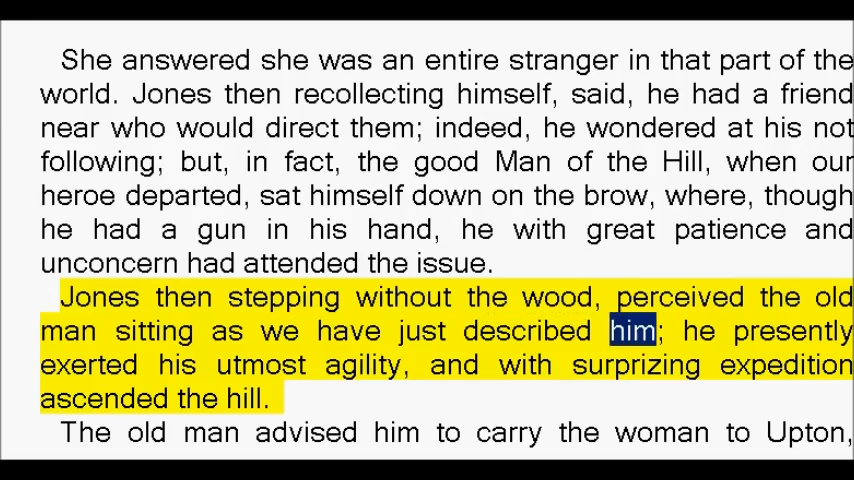 She answered she was an entire stranger in that part of the
world. Jones then recollecting himself, said, he had a friend
near who would direct them; indeed, he wondered at his not
following; but, in fact, the good Man of the Hill, when our
heroe departed, sat himself down on the brow, where, though
he had a gun in his hand, he with great patience and
unconcern had attended the issue.
Jones then stepping without the wood, perceived the old
man sitting as we have just described him; he presently
exerted his utmost agility, and with surprizing expedition
ascended the hill.
The old man advised him to carry the woman to Upton,